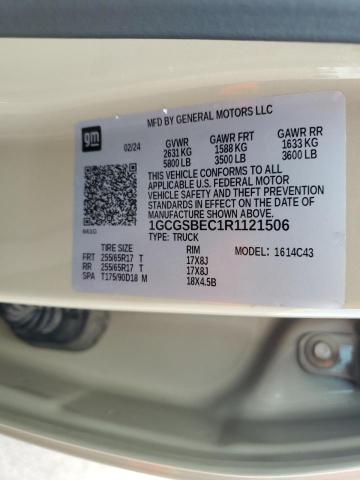 MFD BY GENERAL MOTORS LLC
gm
02/24 GVWR GAWR FRT GAWR RR
2631 KG 1588 KG 1633 KG
5800 LB 3500 LB 3600 LB
THIS VEHICLE CONFORMS TO ALL
APPLICABLE U.S. FEDERAL MOTOR
VEHICLE SAFETY AND THEFT PREVENTION
STANDARDS IN EFFECT ON THE DATE OF
MANUFACTURE SHOWN ABOVE.
1GCGSBEC1R1121506
TYPE: TRUCK
TIRE SIZE RIM MODEL: 1614C43
FRT 255/65R17 T 17X8J
RR 255/65R17 T 17X8J
SPA T175/90D18 M 18X4.5B